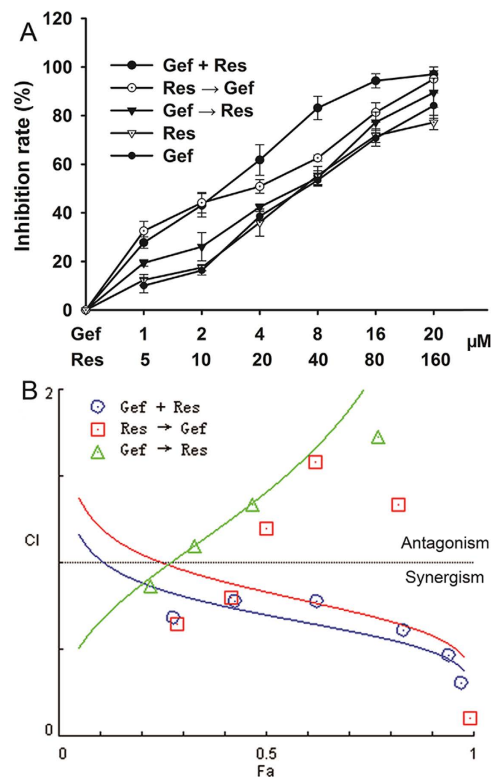 A
Inhibition rate (%)
120
100
80
60
40
20
0
Gef + Res
Res → Gef
Gef → Res
Res
Gef
Gef 1 2 4 8 16 20
Res 5 10 20 40 80 160
µM
B
2
CI
0
Gef + Res
Res → Gef
Gef → Res
Antagonism
Synergism
0 0.5 1
Fa